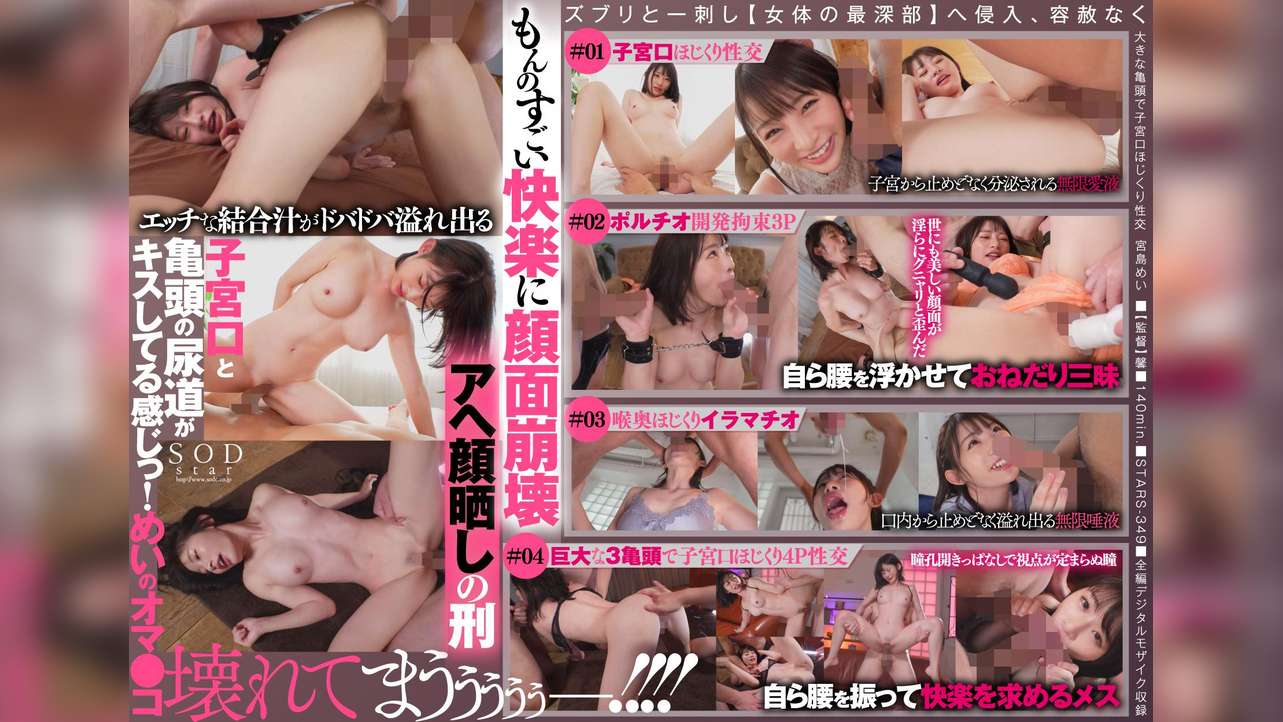 ズブリと一刺し【女体の最深部】へ侵入、容赦なく
もんのすごい快楽に顔面崩壊
アヘ顔晒しの刑
エッチな結合汁がドバドバ溢れ出る
子宮口と
亀頭の尿道が
キスしてる感じっ!めいのオマ●コ
壊れてまうぅぅぅぅ――…!!!!
SOD
star
http://www.sodc.co.jp
#01 子宮口ほじくり性交
子宮から止めどなく分泌される無限愛液
#02 ポルチオ開発拘束3P
世にも美しい顔面が
淫らにグニャリと歪んだ
自ら腰を浮かせておねだり三昧
#03 喉奥ほじくりイラマチオ
口内から止めどなく溢れ出る無限唾液
#04 巨大な3亀頭で子宮口ほじくり4P性交
瞳孔開きっぱなしで視点が定まらぬ瞳
自ら腰を振って快楽を求めるメス
大きな亀頭で子宮口ほじくり性交 宮島めい ■【監督】馨■140min.■STARS-349■全編デジタルモザイク収録